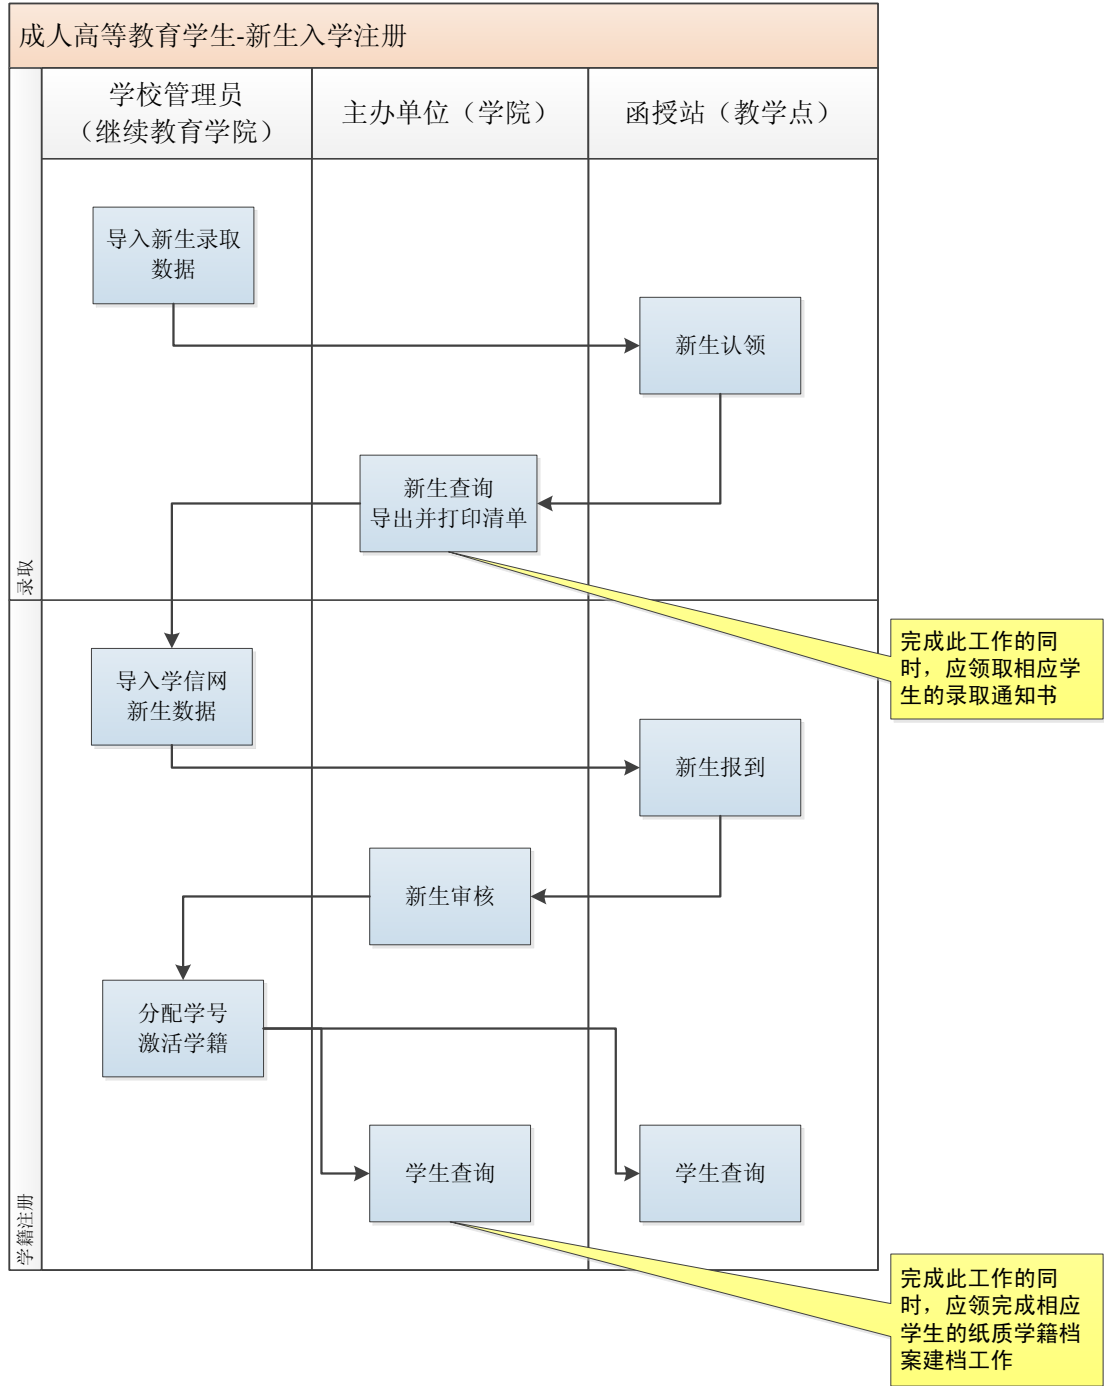 成人高等教育学生-新生入学注册
学校管理员
（继续教育学院）
主办单位（学院）
函授站（教学点）
导入新生录取
数据
新生认领
新生查询
导出并打印清单
录取
完成此工作的同
时，应领取相应学
生的录取通知书
导入学信网
新生数据
新生报到
新生审核
分配学号
激活学籍
学生查询
学生查询
学籍注册
完成此工作的同
时，应领完成相应
学生的纸质学籍档
案建档工作